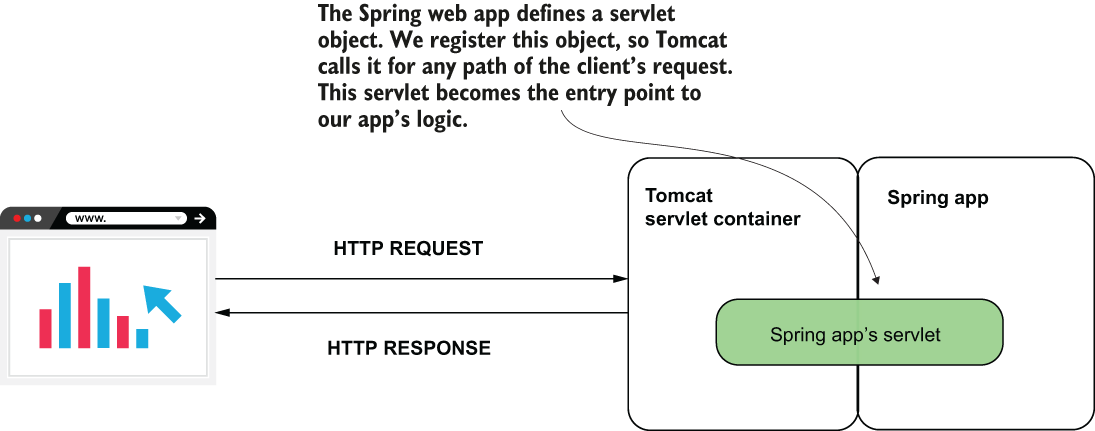 The Spring web app defines a servlet
object. We register this object, so Tomcat
calls it for any path of the client’s request.
This servlet becomes the entry point to
our app’s logic.
Tomcat
servlet container
Spring app
www.
HTTP REQUEST
HTTP RESPONSE
Spring app’s servlet